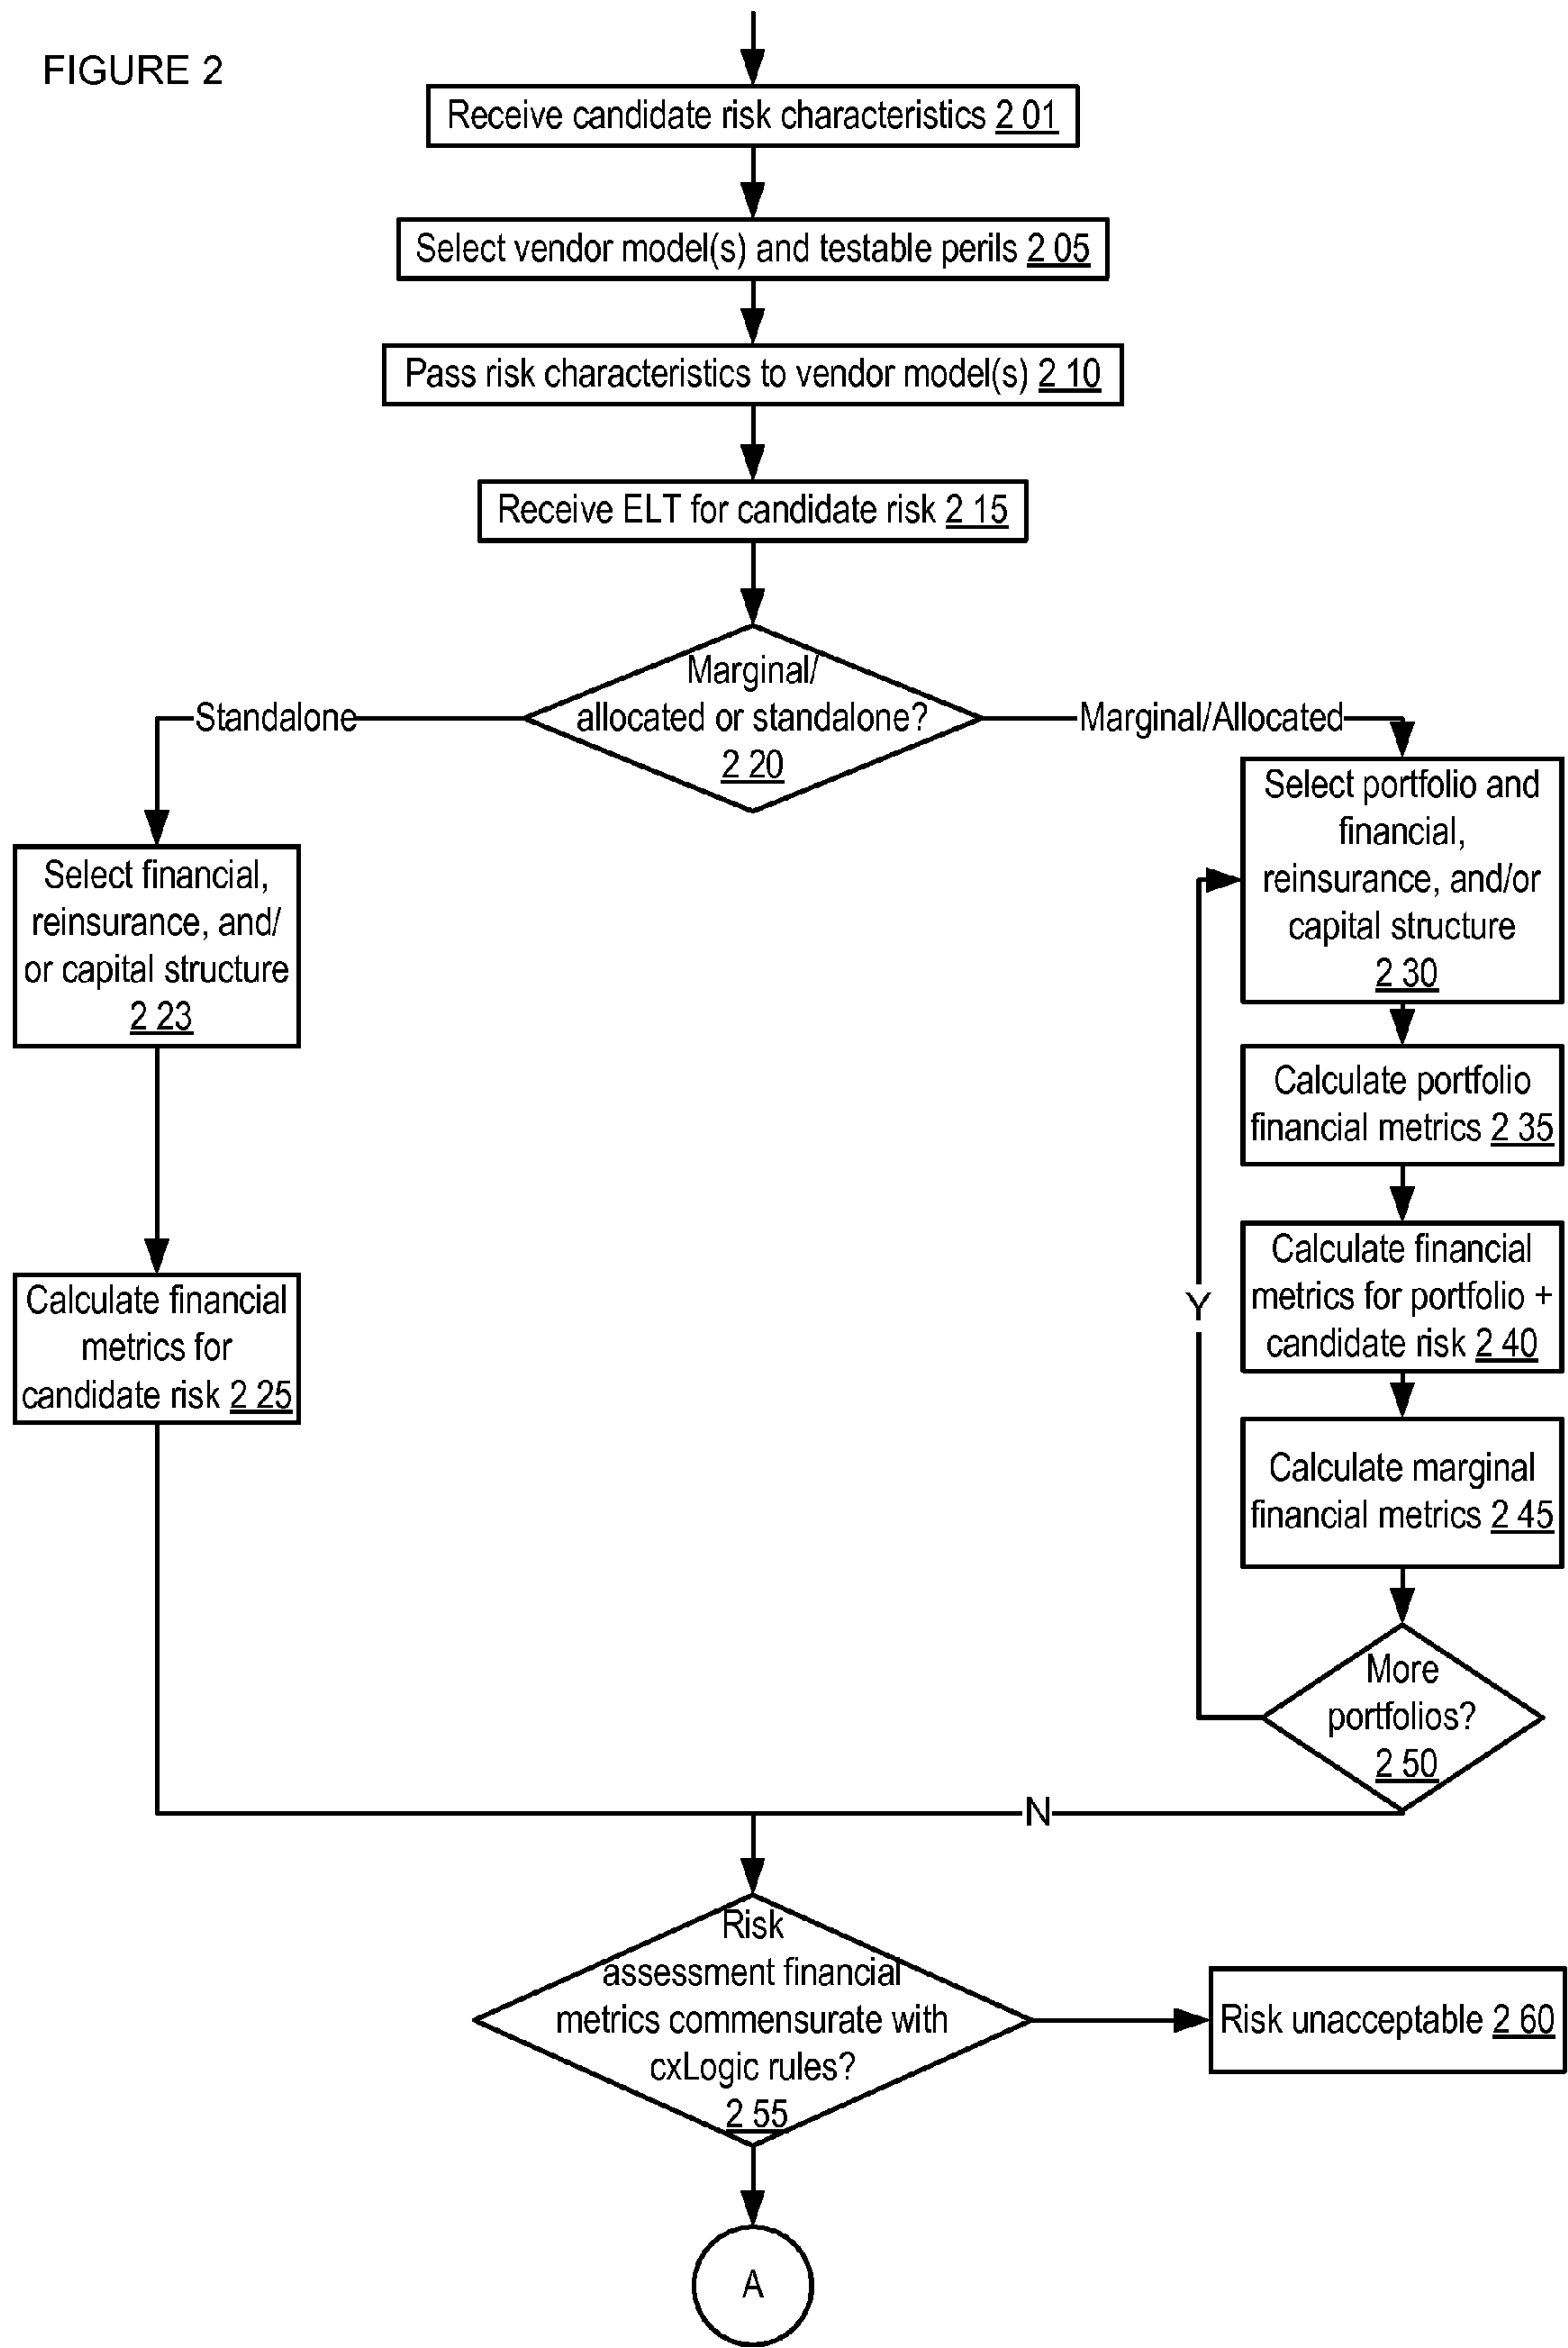 FIGURE 2
Receive candidate risk characteristics 2 01
Select vendor model(s) and testable perils 2 05
Pass risk characteristics to vendor model(s) 2 10
Receive ELT for candidate risk 2 15
Marginal/
allocated or standalone?
2 20
Standalone
Marginal/Allocated
Select financial,
reinsurance, and/
or capital structure
2 23
Calculate financial
metrics for
candidate risk 2 25
Select portfolio and
financial,
reinsurance, and/or
capital structure
2 30
Calculate portfolio
financial metrics 2 35
Calculate financial
metrics for portfolio +
candidate risk 2 40
Calculate marginal
financial metrics 2 45
Y
More
portfolios?
2 50
N
Risk
assessment financial
metrics commensurate with
cxLogic rules?
2 55
Risk unacceptable 2 60
A